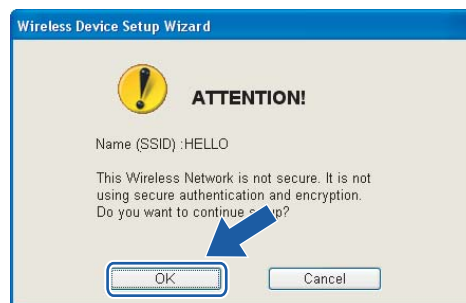 Wireless Device Setup Wizard
ATTENTION!
Name (SSID) :HELLO
This Wireless Network is not secure. It is not
using secure authentication and encryption.
Do you want to continue p?
OK
Cancel